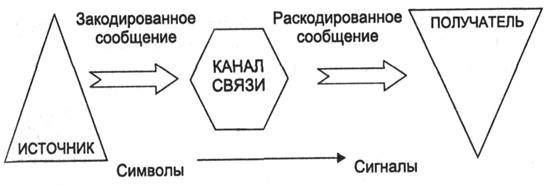 Закодированное
сообщение
Раскодированное
сообщение
ПОЛУЧАТЕЛЬ
КАНАЛ
СВЯЗИ
ИСТОЧНИК
Символы
Сигналы